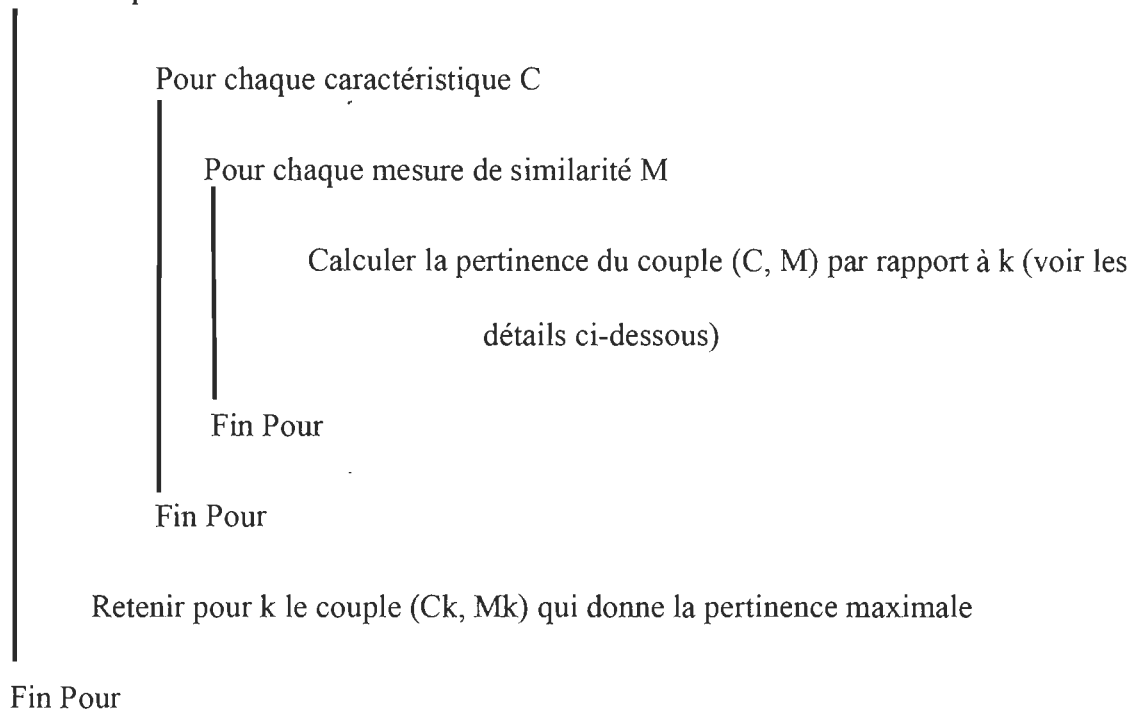 Pour chaque caractéristique C
Pour chaque mesure de similarité M
Calculer la pertinence du couple (C, M) par rapport à k (voir les
détails ci-dessous)
Fin Pour
Fin Pour
Retenir pour k le couple (Ck, Mk) qui donne la pertinence maximale
Fin Pour